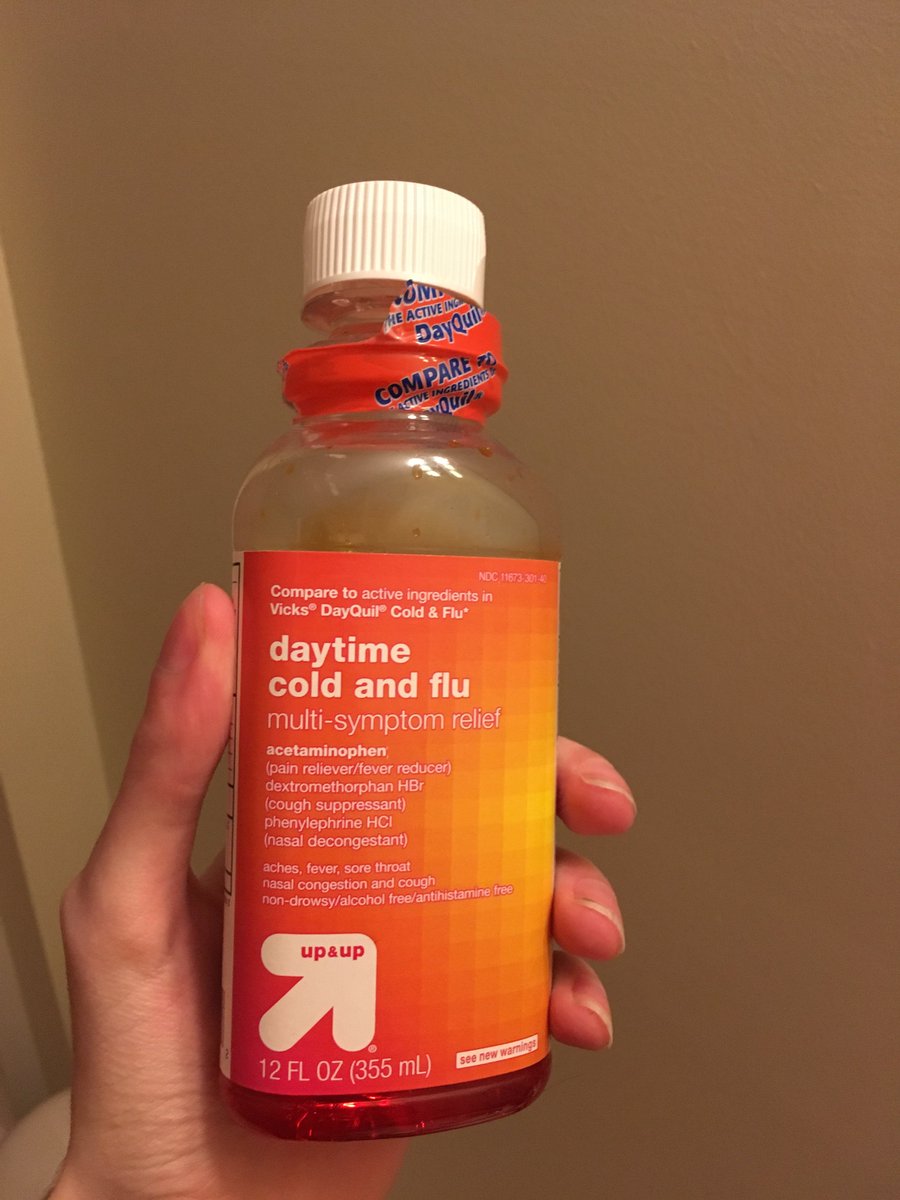 COMPARE
THE ACTIVE ING
DayQuil
COMPARE TO
ACTIVE INGREDIENTS
DayQuil®
NDC 11673-301-40
Compare to active ingredients in
Vicks® DayQuil® Cold & Flu*
daytime
cold and flu
multi-symptom relief
acetaminophen
(pain reliever/fever reducer)
dextromethorphan HBr
(cough suppressant)
phenylephrine HCl
(nasal decongestant)
aches, fever, sore throat
nasal congestion and cough
non-drowsy/alcohol free/antihistamine free
up&up
®
12 FL OZ (355 mL)
see new warnings
2